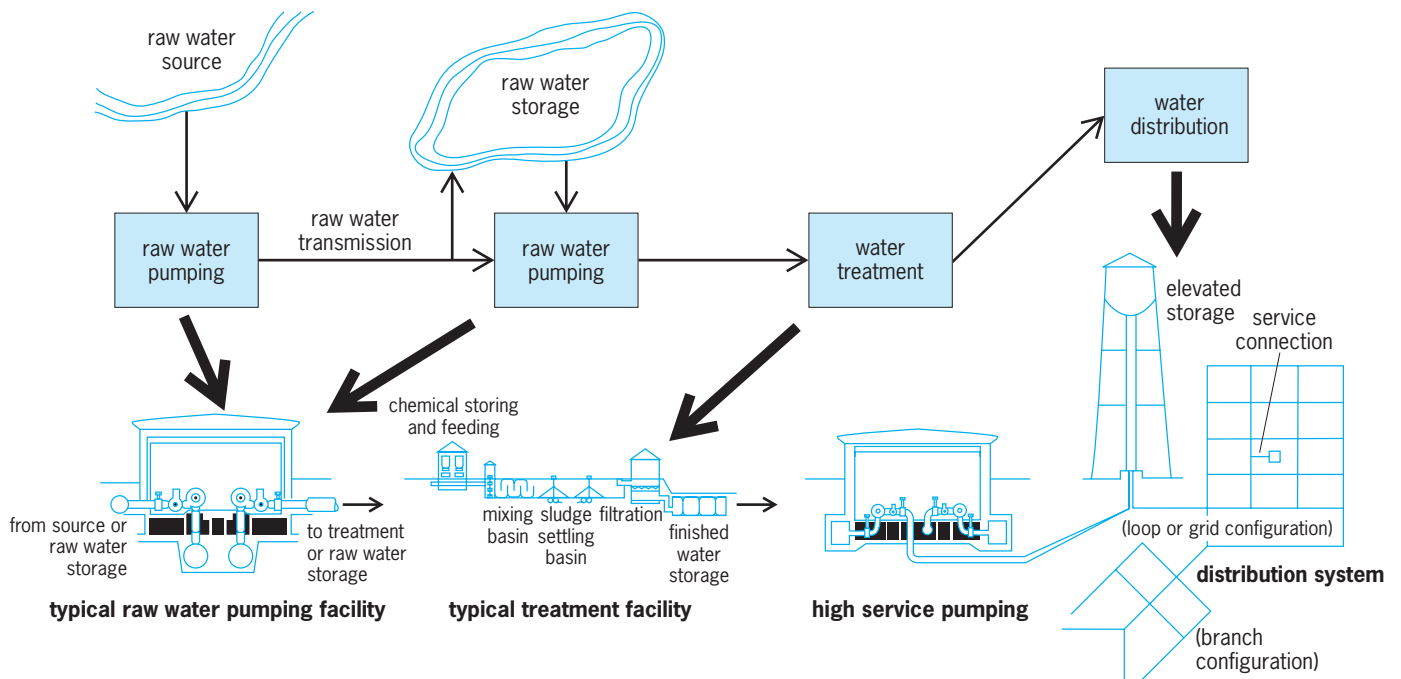 raw water
source
raw water
storage
water
distribution
raw water
pumping
raw water
transmission
raw water
pumping
water
treatment
elevated
storage
service
connection
chemical storing
and feeding
from source or
raw water
storage
to treatment
or raw water
storage
mixing
basin
sludge
settling
basin
filtration
finished
water
storage
(loop or grid configuration)
typical raw water pumping facility
typical treatment facility
high service pumping
distribution system
(branch
configuration)